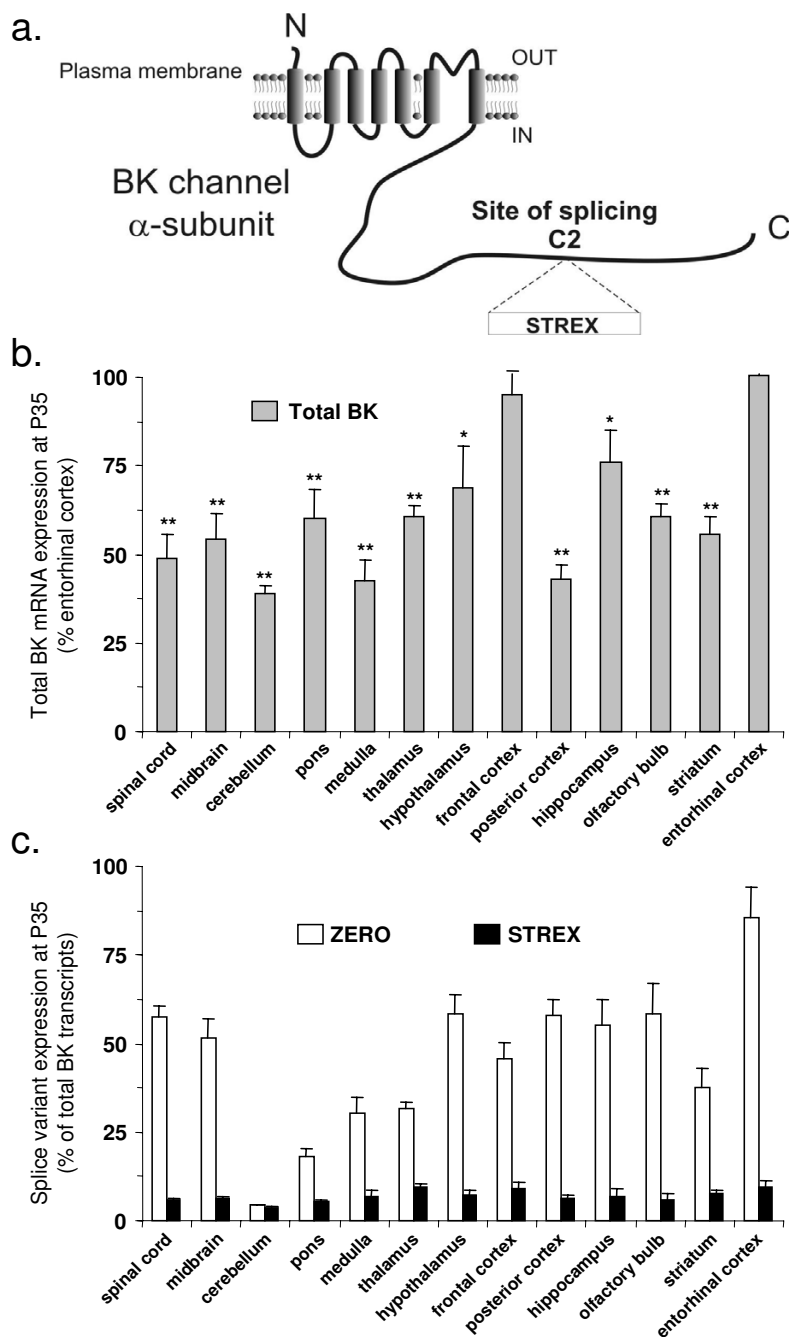 a.
N
Plasma membrane
OUT
IN
BK channel
α-subunit
Site of splicing
C2
C
STREX
b.
Total BK mRNA expression at P35
(% entorhinal cortex)
100
75
50
25
0
Total BK
**
**
**
**
**
**
*
**
*
**
**
spinal cord
midbrain
cerebellum
pons
medulla
thalamus
hypothalamus
frontal cortex
posterior cortex
hippocampus
olfactory bulb
striatum
entorhinal cortex
c.
Splice variant expression at P35
(% of total BK transcripts)
100
75
50
25
0
ZERO
STREX
spinal cord
midbrain
cerebellum
pons
medulla
thalamus
hypothalamus
frontal cortex
posterior cortex
hippocampus
olfactory bulb
striatum
entorhinal cortex